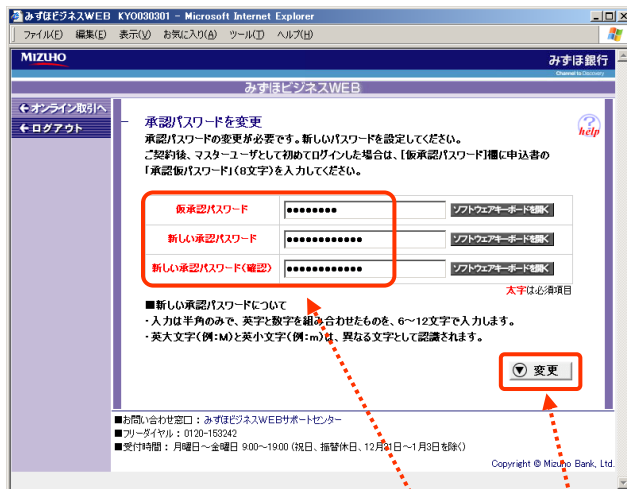 みずほビジネスWEB KYO030301 - Microsoft Internet Explorer
ファイル(F) 編集(E) 表示(V) お気に入り(A) ツール(T) ヘルプ(H)
MIZUHO
みずほ銀行
Channel to Discovery
みずほビジネスWEB
オンライン取引へ
ログアウト
承認パスワードを変更
help
承認パスワードの変更が必要です。新しいパスワードを設定してください。
ご契約後、マスターユーザとして初めてログインした場合は、[仮承認パスワード]欄に申込書の
「承認仮パスワード」(8文字)を入力してください。
仮承認パスワード ●●●●●●●● ソフトウェアキーボードを開く
新しい承認パスワード ●●●●●●●●●●●● ソフトウェアキーボードを開く
新しい承認パスワード(確認) ●●●●●●●●●●●● ソフトウェアキーボードを開く
太字は必須項目
■新しい承認パスワードについて
・入力は半角のみで、英字と数字を組み合わせたものを、6~12文字で入力します。
・英大文字(例:M)と英小文字(例:m)は、異なる文字として認識されます。
変更
■お問い合わせ窓口:みずほビジネスWEBサポートセンター
■フリーダイヤル:0120-153242
■受付時間:月曜日~金曜日 9:00~19:00 (祝日、振替休日、12月31日~1月3日を除く)
Copyright © Mizuho Bank, Ltd.